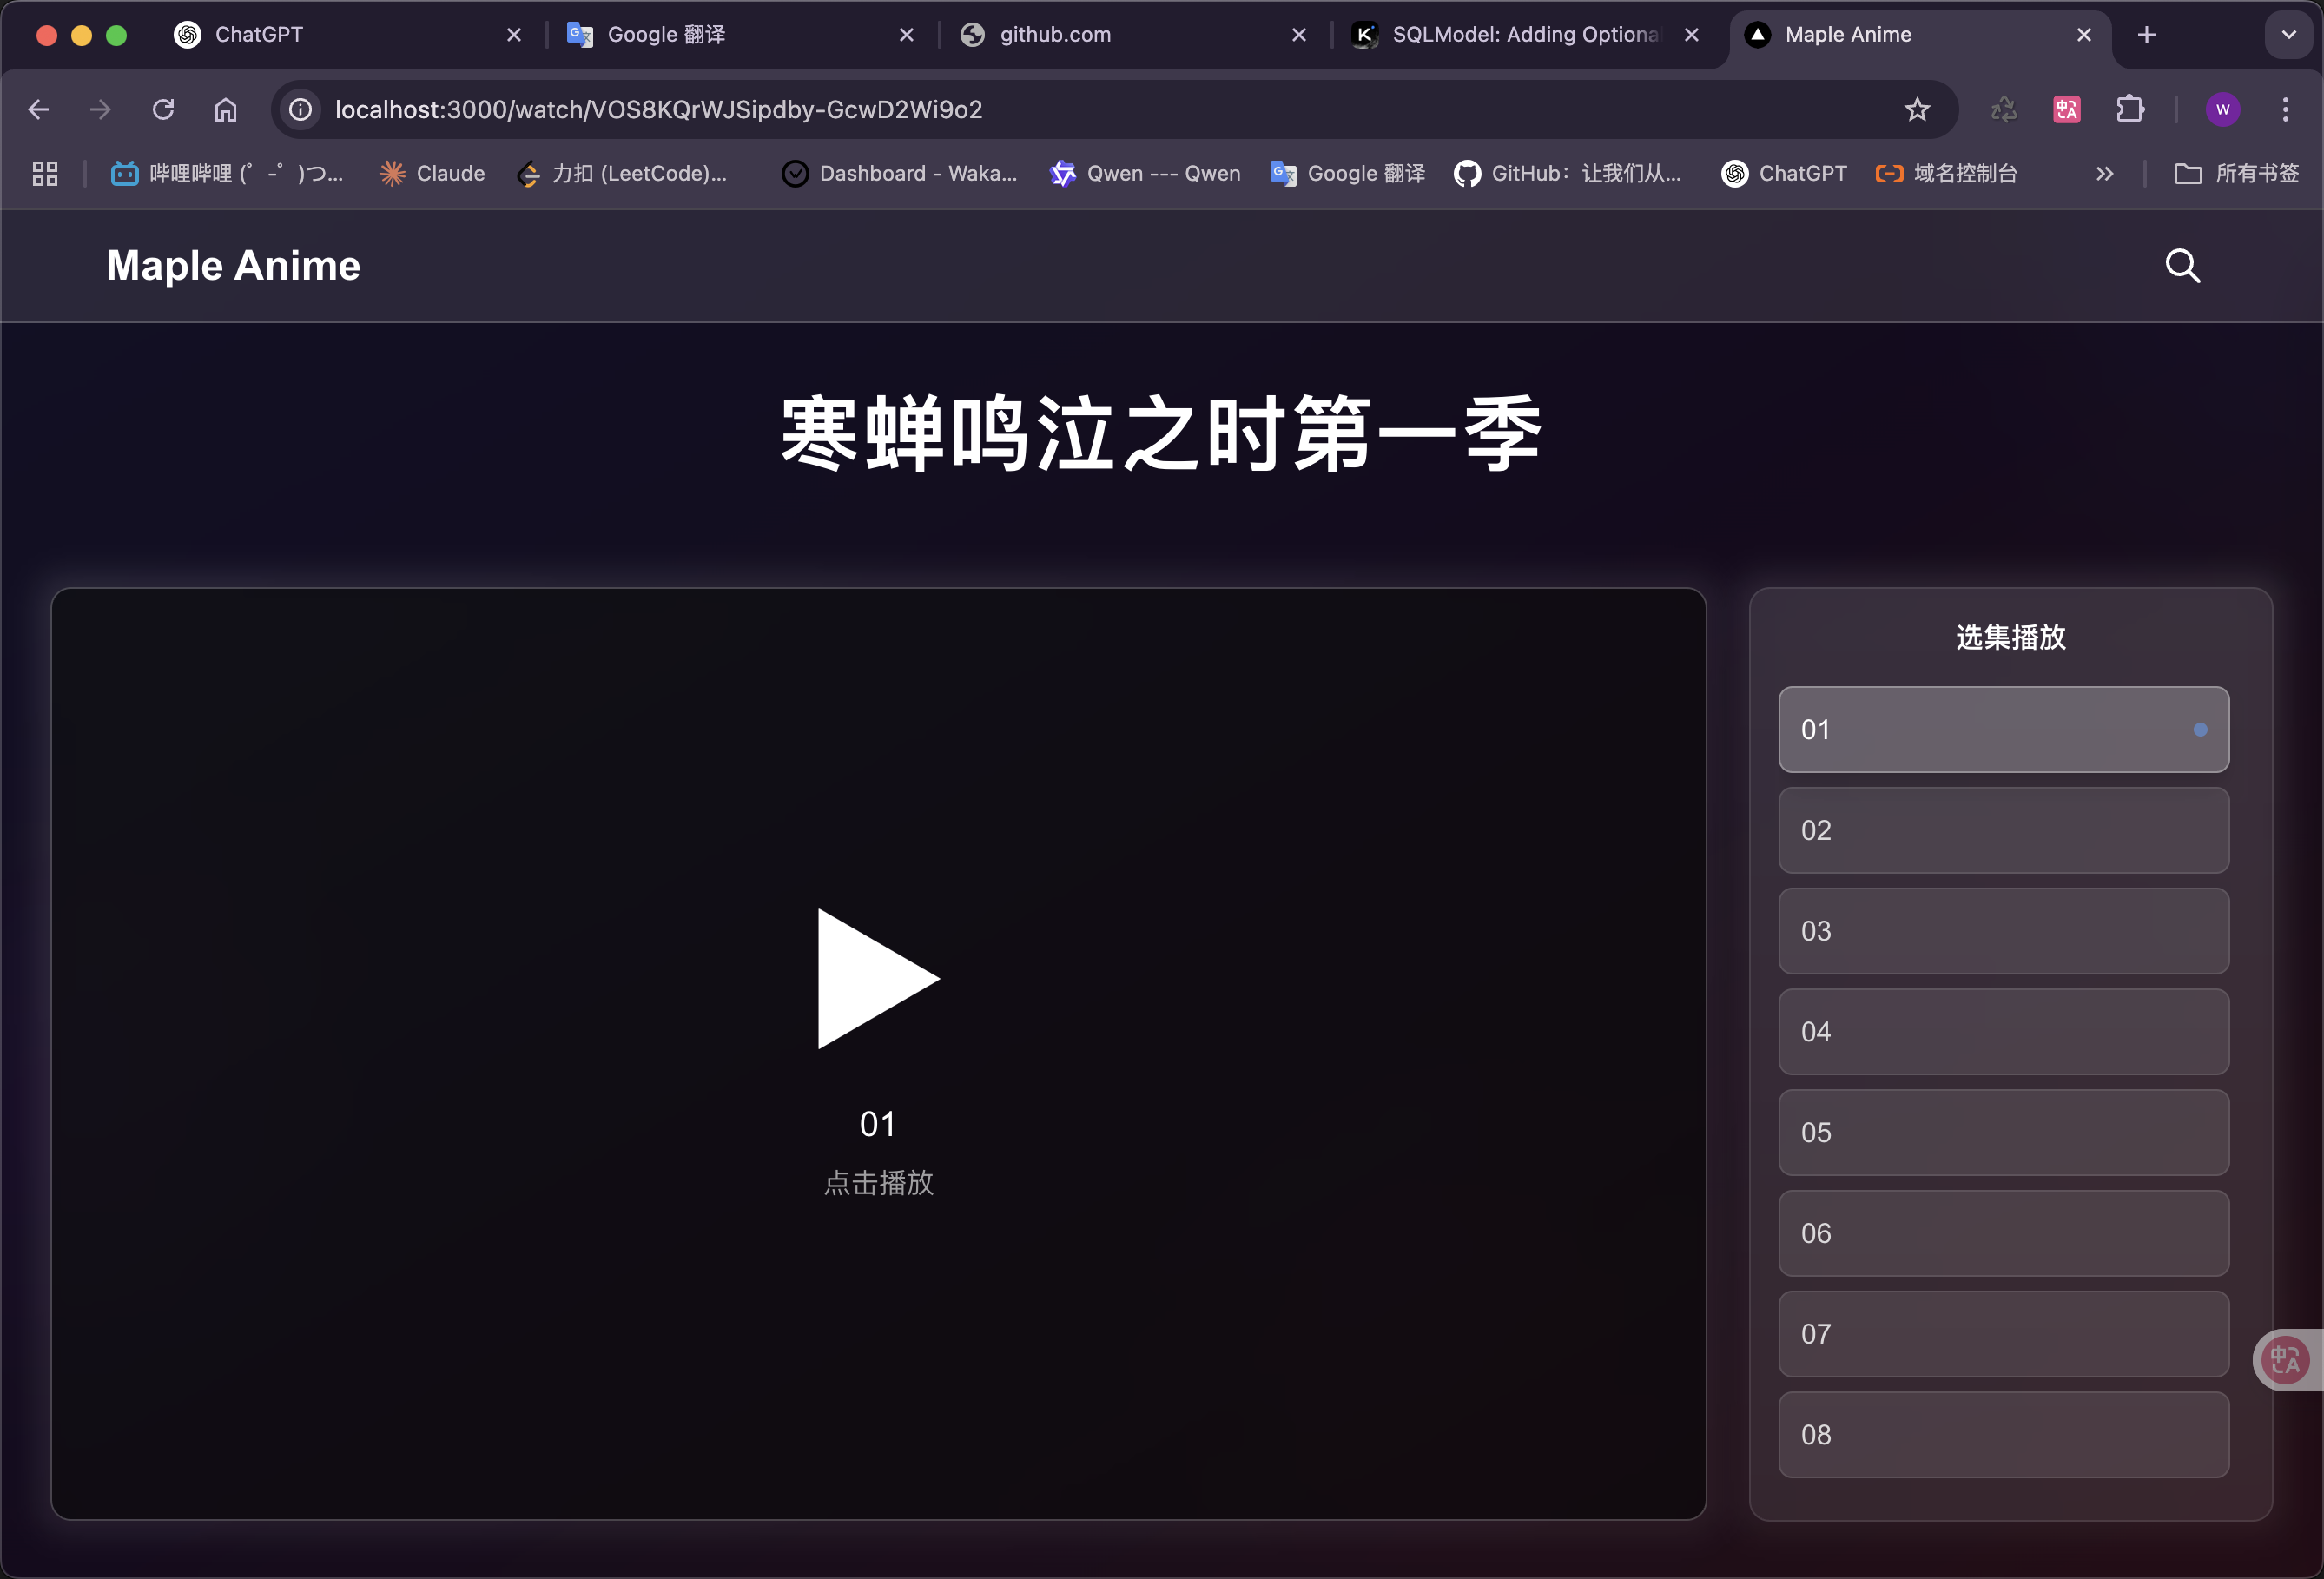 ChatGPT
Google 翻译
github.com
SQLModel: Adding Optiona
Maple Anime
localhost:3000/watch/VOS8KQrWJSipdby-GcwD2Wi9o2
W
哔哩哔哩 (゜-゜)つ...
Claude
力扣 (LeetCode)...
Dashboard - Waka...
Qwen --- Qwen
Google 翻译
GitHub：让我们从...
ChatGPT
域名控制台
所有书签
Maple Anime
寒蝉鸣泣之时第一季
01
点击播放
选集播放
01
02
03
04
05
06
07
08